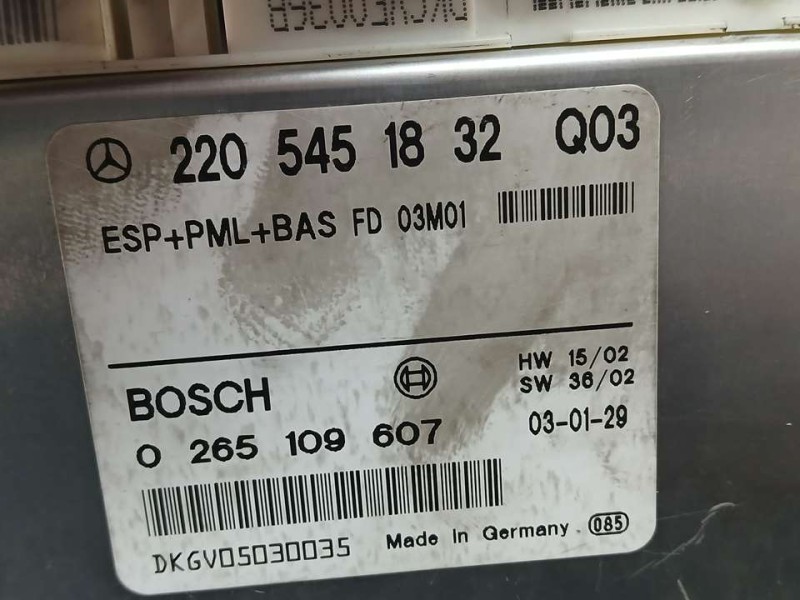 220 545 18 32 Q03
ESP+PML+BAS FD 03M01
BOSCH
HW 15/02
SW 36/02
0 265 109 607
03-01-29
DKGV05030035
Made In Germany
085